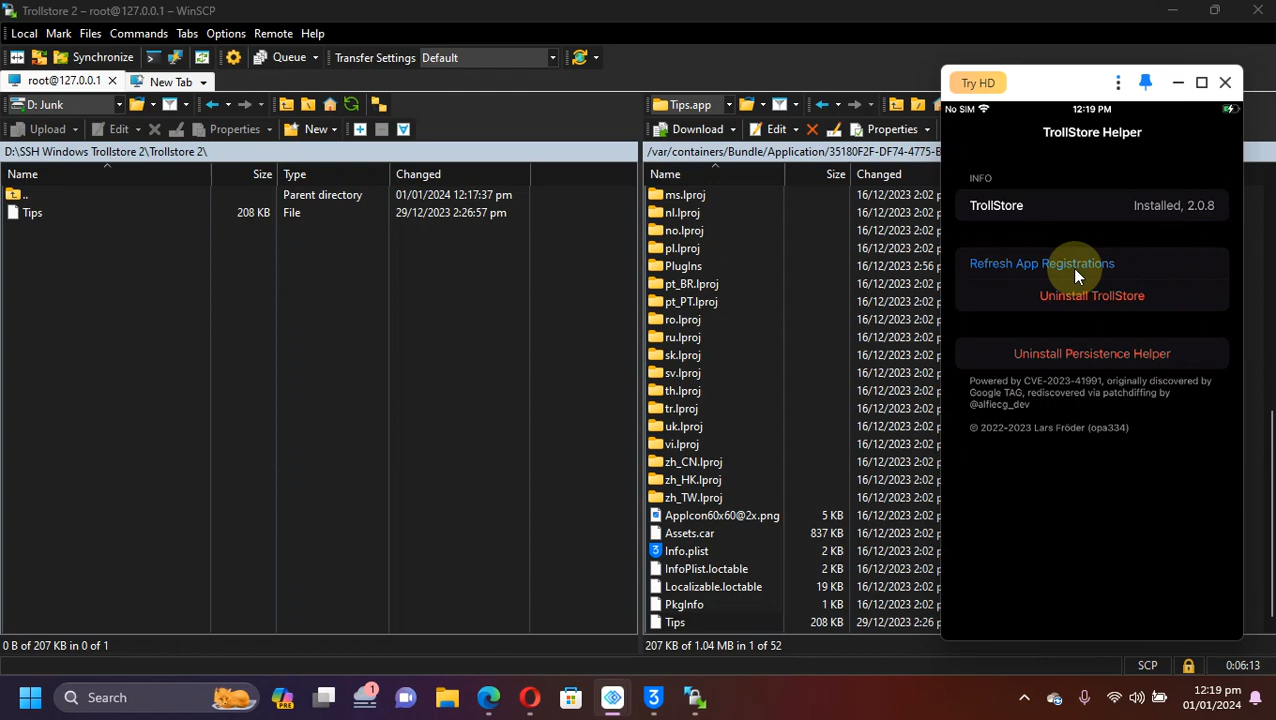 Trollstore 2 – root@127.0.0.1 – WinSCP
Local Mark Files Commands Tabs Options Remote Help
Synchronize Queue Transfer Settings Default
root@127.0.0.1 New Tab
D: Junk
Upload Edit Properties New
D:\SSH Windows Trollstore 2\Trollstore 2\
Name Size Type Changed
.. Parent directory 01/01/2024 12:17:37 pm
Tips 208 KB File 29/12/2023 2:26:57 pm
0 B of 207 KB in 0 of 1
Tips.app
Download Edit Properties
/var/containers/Bundle/Application/35180F2F-DF74-4775-B
Name Size Changed
ms.lproj 16/12/2023 2:02 p
nl.lproj 16/12/2023 2:02 p
no.lproj 16/12/2023 2:02 p
pl.lproj 16/12/2023 2:02 p
PlugIns 16/12/2023 2:56 p
pt_BR.lproj 16/12/2023 2:02 p
pt_PT.lproj 16/12/2023 2:02 p
ro.lproj 16/12/2023 2:02 p
ru.lproj 16/12/2023 2:02 p
sk.lproj 16/12/2023 2:02 p
sv.lproj 16/12/2023 2:02 p
th.lproj 16/12/2023 2:02 p
tr.lproj 16/12/2023 2:02 p
uk.lproj 16/12/2023 2:02 p
vi.lproj 16/12/2023 2:02 p
zh_CN.lproj 16/12/2023 2:02 p
zh_HK.lproj 16/12/2023 2:02 p
zh_TW.lproj 16/12/2023 2:02 p
AppIcon60x60@2x.png 5 KB 16/12/2023 2:02 p
Assets.car 837 KB 16/12/2023 2:02 p
Info.plist 2 KB 16/12/2023 2:02 p
InfoPlist.loctable 2 KB 16/12/2023 2:02 p
Localizable.loctable 19 KB 16/12/2023 2:02 p
PkgInfo 1 KB 16/12/2023 2:02 p
Tips 208 KB 29/12/2023 2:26 p
207 KB of 1.04 MB in 1 of 52
Try HD
No SIM 12:19 PM
TrollStore Helper
INFO
TrollStore Installed, 2.0.8
Refresh App Registrations
Uninstall TrollStore
Uninstall Persistence Helper
Powered by CVE-2023-41991, originally discovered by
Google TAG, rediscovered via patchdiffing by
@alfiecg_dev
© 2022-2023 Lars Fröder (opa334)
SCP 0:06:13
Search PRE 1
12:19 pm
01/01/2024